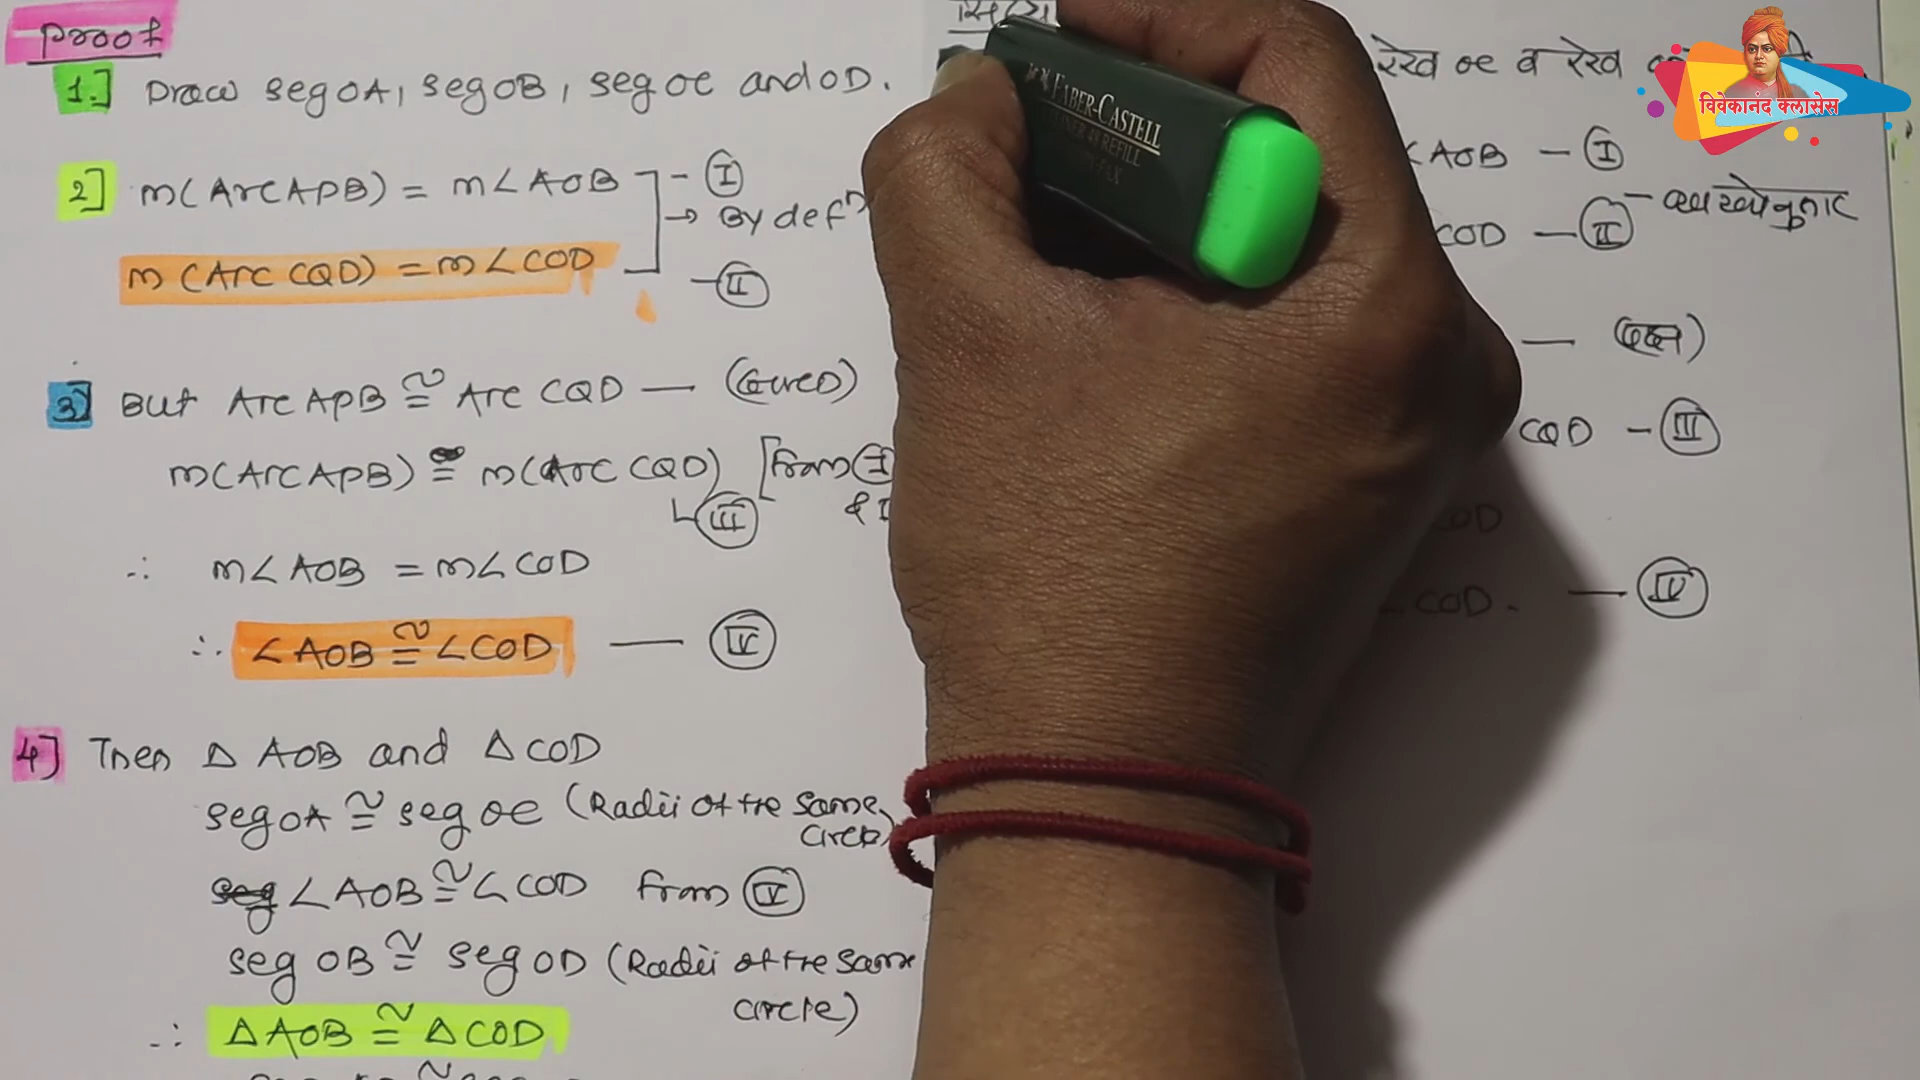 Proof
1.] Draw seg OA, seg OB, seg OC and OD.
2] m(Arc APB) = m∠AOB - I
→ By defn
m (Arc CQD) = m∠COD - II
3] But Arc APB ≅ Arc CQD —
m(Arc APB) = m(Arc CQD) [from I
III & I
∴ m∠AOB = m∠COD
∴ ∠AOB ≅ ∠COD — IV
4] Then △ AOB and △ COD
seg OA ≅ seg OC (Radii of the same
∠AOB ≅ ∠COD from IV
seg OB ≅ seg OD (Radii of the same
circle)
∴ △AOB ≅ △COD
रेख OC व रेख
∠AOB - I
COD — II
CQD - III
COD
COD. — IV
FABER-CASTELL
REFILL
विवेकानंद क्लासेस